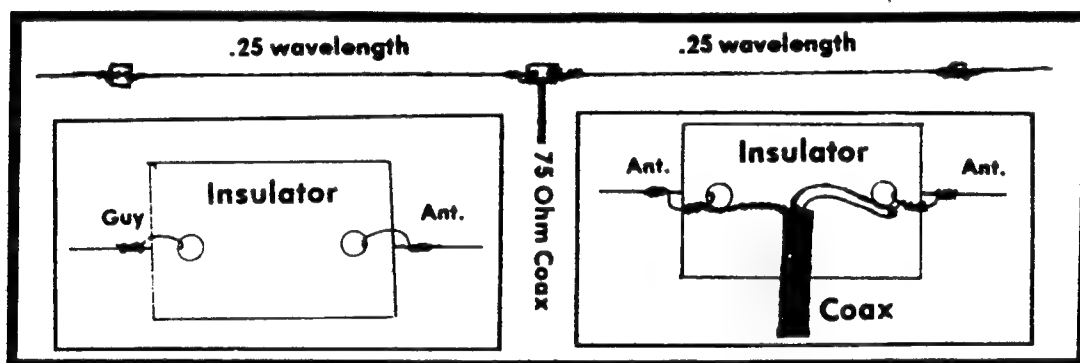 .25 wavelength
.25 wavelength
75 Ohm Coax
Guy
Insulator
Ant.
Ant.
Insulator
Ant.
Coax